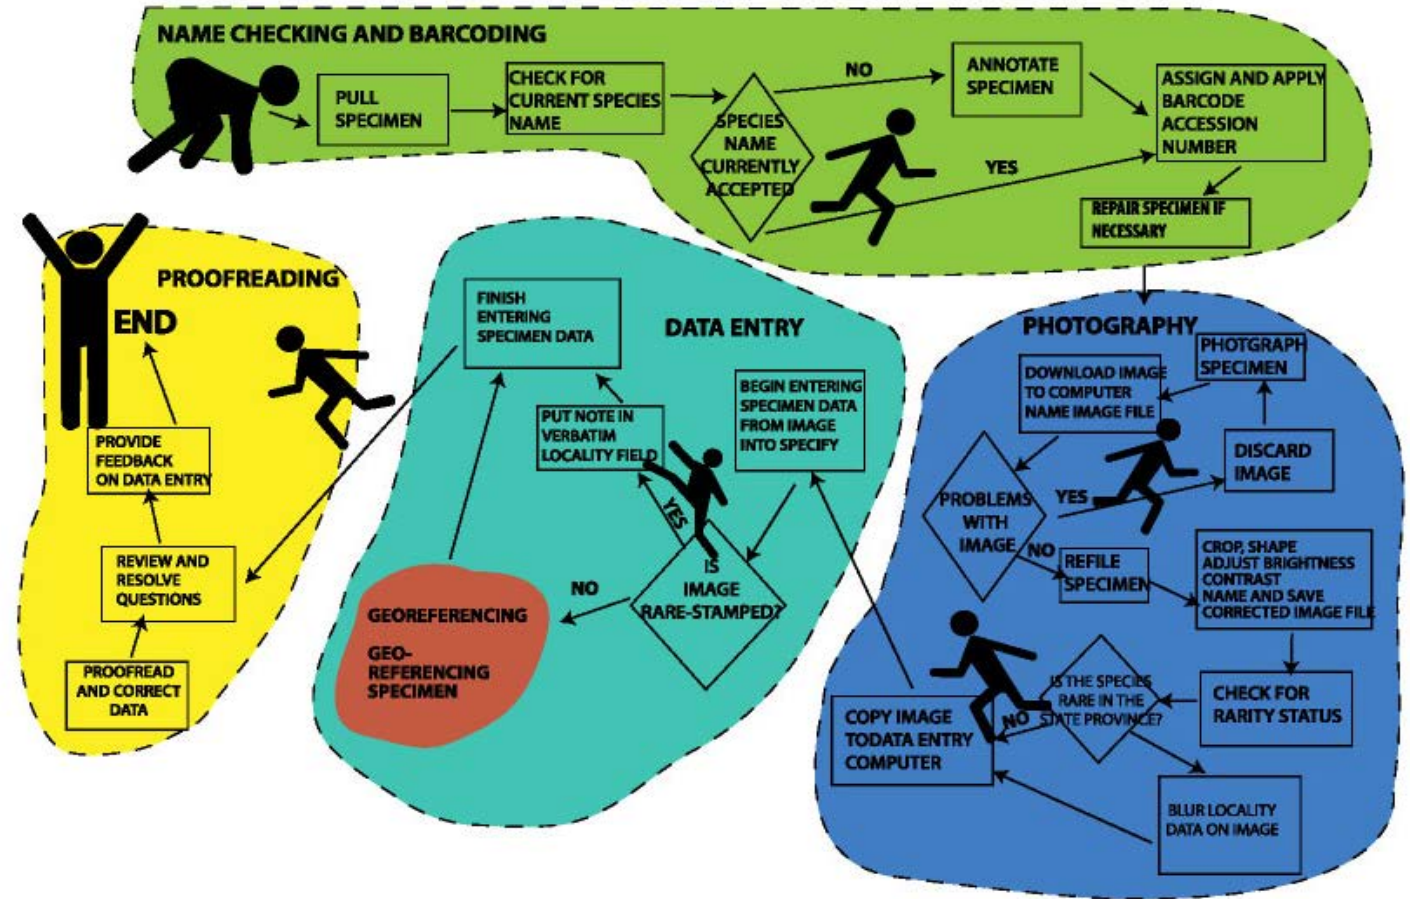 NAME CHECKING AND BARCODING
PULL
SPECIMEN
CHECK FOR
CURRENT SPECIES
NAME
SPECIES
NAME
CURRENTLY
ACCEPTED
NO
YES
ANNOTATE
SPECIMEN
ASSIGN AND APPLY
BARCODE
ACCESSION
NUMBER
REPAIR SPECIMEN IF
NECESSARY
PHOTOGRAPHY
PHOTGRAPH
SPECIMEN
DOWNLOAD IMAGE
TO COMPUTER
NAME IMAGE FILE
PROBLEMS
WITH
IMAGE
YES
DISCARD
IMAGE
NO
REFILE
SPECIMEN
CROP, SHAPE
ADJUST BRIGHTNESS
CONTRAST
NAME AND SAVE
CORRECTED IMAGE FILE
CHECK FOR
RARITY STATUS
IS THE SPECIES
RARE IN THE
STATE PROVINCE?
NO
BLUR LOCALITY
DATA ON IMAGE
COPY IMAGE
TODATA ENTRY
COMPUTER
DATA ENTRY
BEGIN ENTERING
SPECIMEN DATA
FROM IMAGE
INTO SPECIFY
IS
IMAGE
RARE-STAMPED?
YES
PUT NOTE IN
VERBATIM
LOCALITY FIELD
NO
GEOREFERENCING
GEO-
REFERENCING
SPECIMEN
FINISH
ENTERING
SPECIMEN DATA
PROOFREADING
PROOFREAD
AND CORRECT
DATA
REVIEW AND
RESOLVE
QUESTIONS
PROVIDE
FEEDBACK
ON DATA ENTRY
END